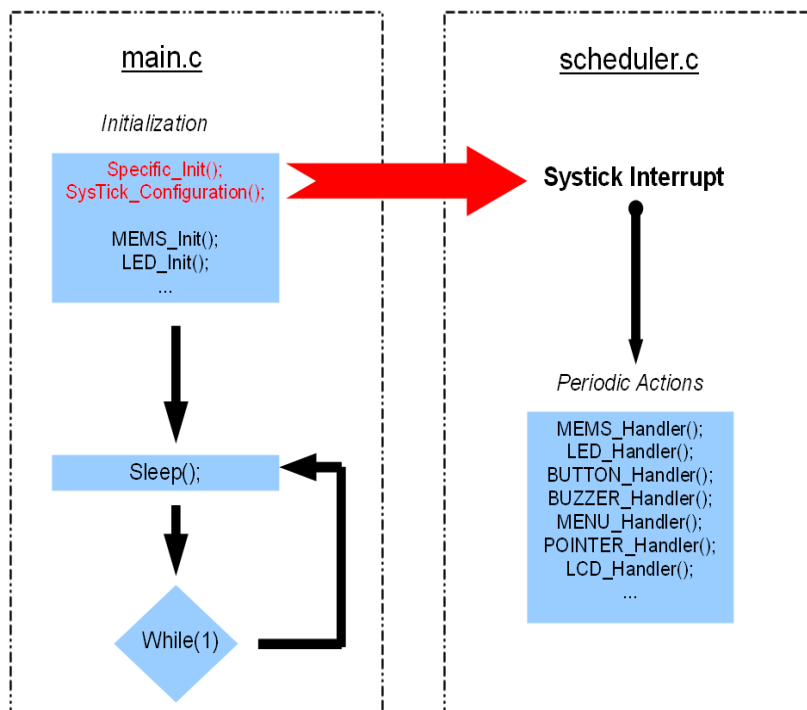 main.c
Initialization
Specific_Init();
SysTick_Configuration();
MEMS_Init();
LED_Init();
...
Sleep();
While(1)
scheduler.c
Systick Interrupt
Periodic Actions
MEMS_Handler();
LED_Handler();
BUTTON_Handler();
BUZZER_Handler();
MENU_Handler();
POINTER_Handler();
LCD_Handler();
...